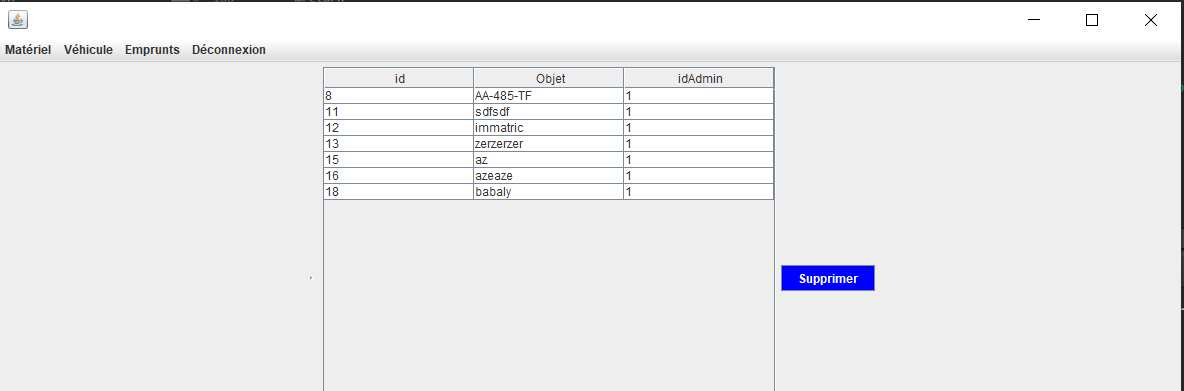 Matériel Véhicule Emprunts Déconnexion
id Objet idAdmin
8 AA-485-TF 1
11 sdfsdf 1
12 immatric 1
13 zerzerzer 1
15 az 1
16 azeaze 1
18 babaly 1
Supprimer